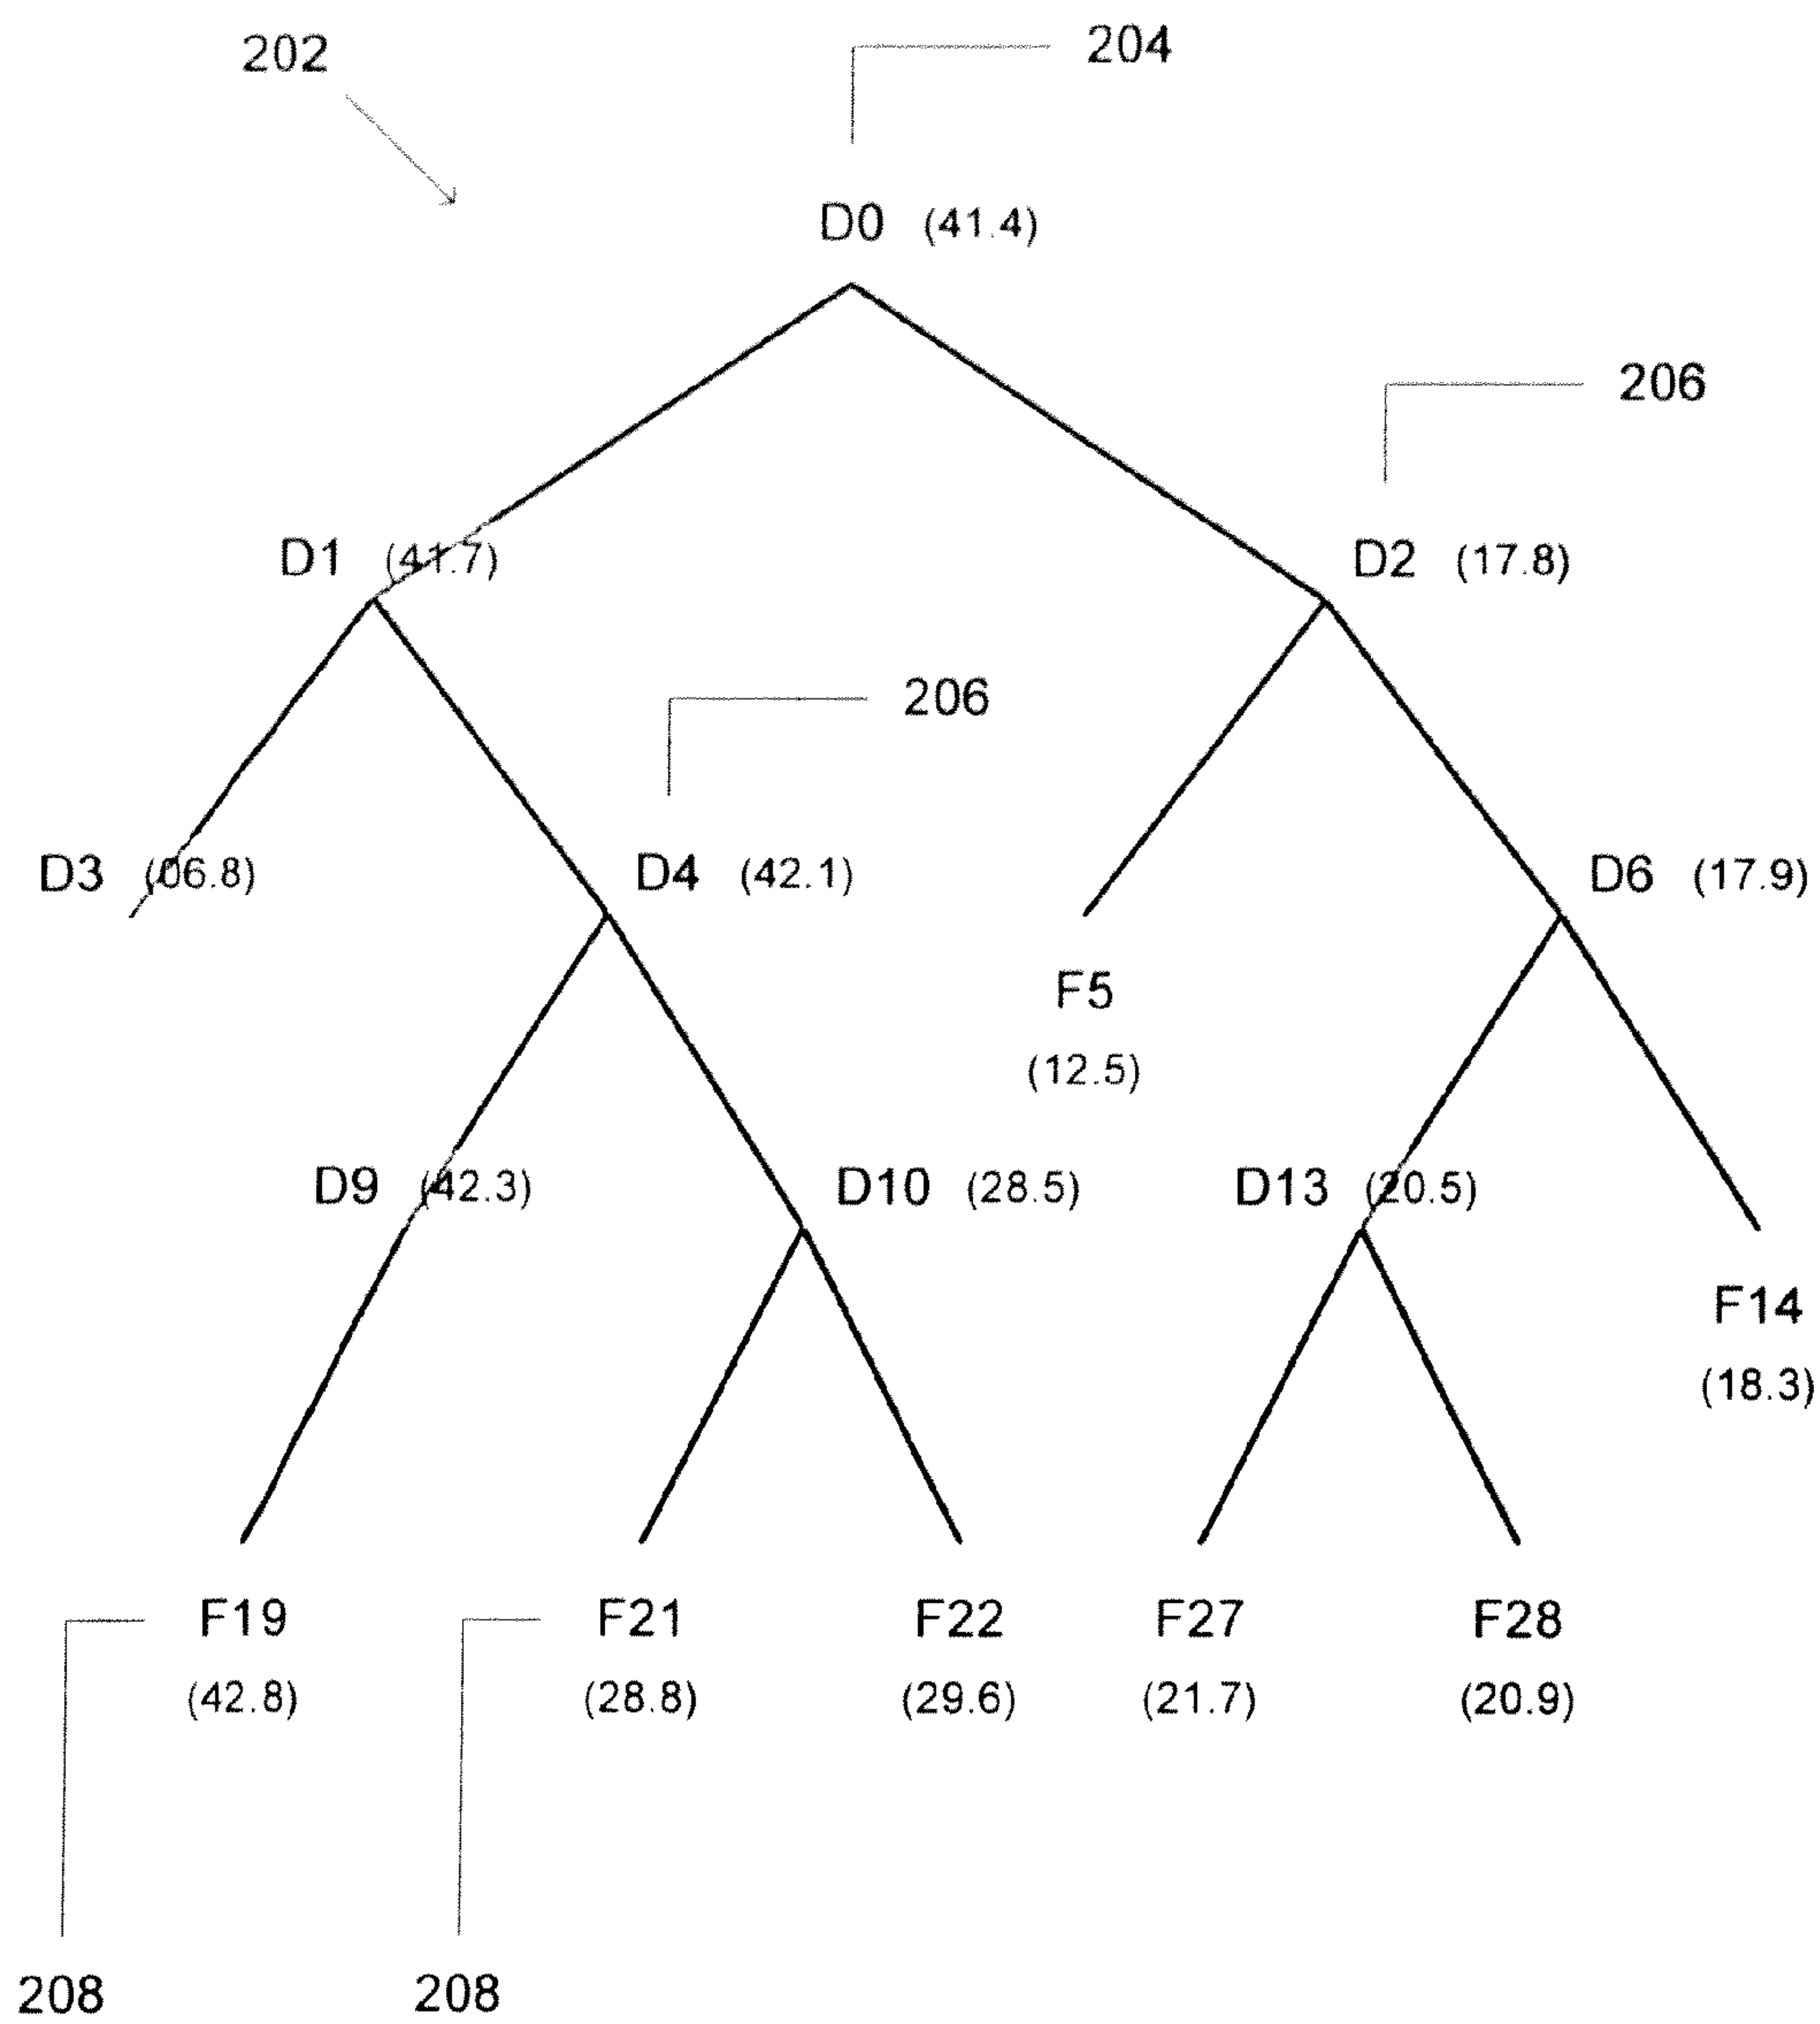 202
204
D0 (41.4)
206
D1 (41.7)
D2 (17.8)
206
D3 (06.8)
D4 (42.1)
D6 (17.9)
F5
(12.5)
D9 (42.3)
D10 (28.5)
D13 (20.5)
F14
(18.3)
F19
F21
F22
F27
F28
(42.8)
(28.8)
(29.6)
(21.7)
(20.9)
208
208